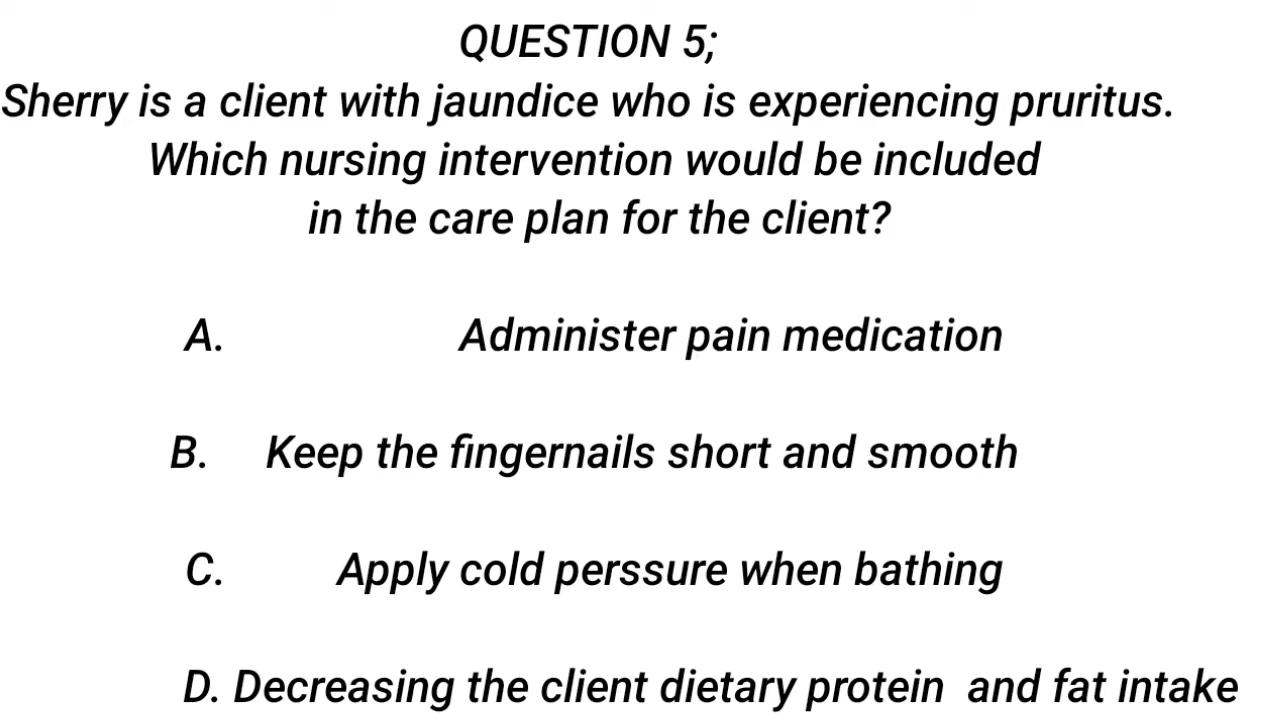 QUESTION 5;
Sherry is a client with jaundice who is experiencing pruritus.
Which nursing intervention would be included
in the care plan for the client?
A. Administer pain medication
B. Keep the fingernails short and smooth
C. Apply cold perssure when bathing
D. Decreasing the client dietary protein and fat intake